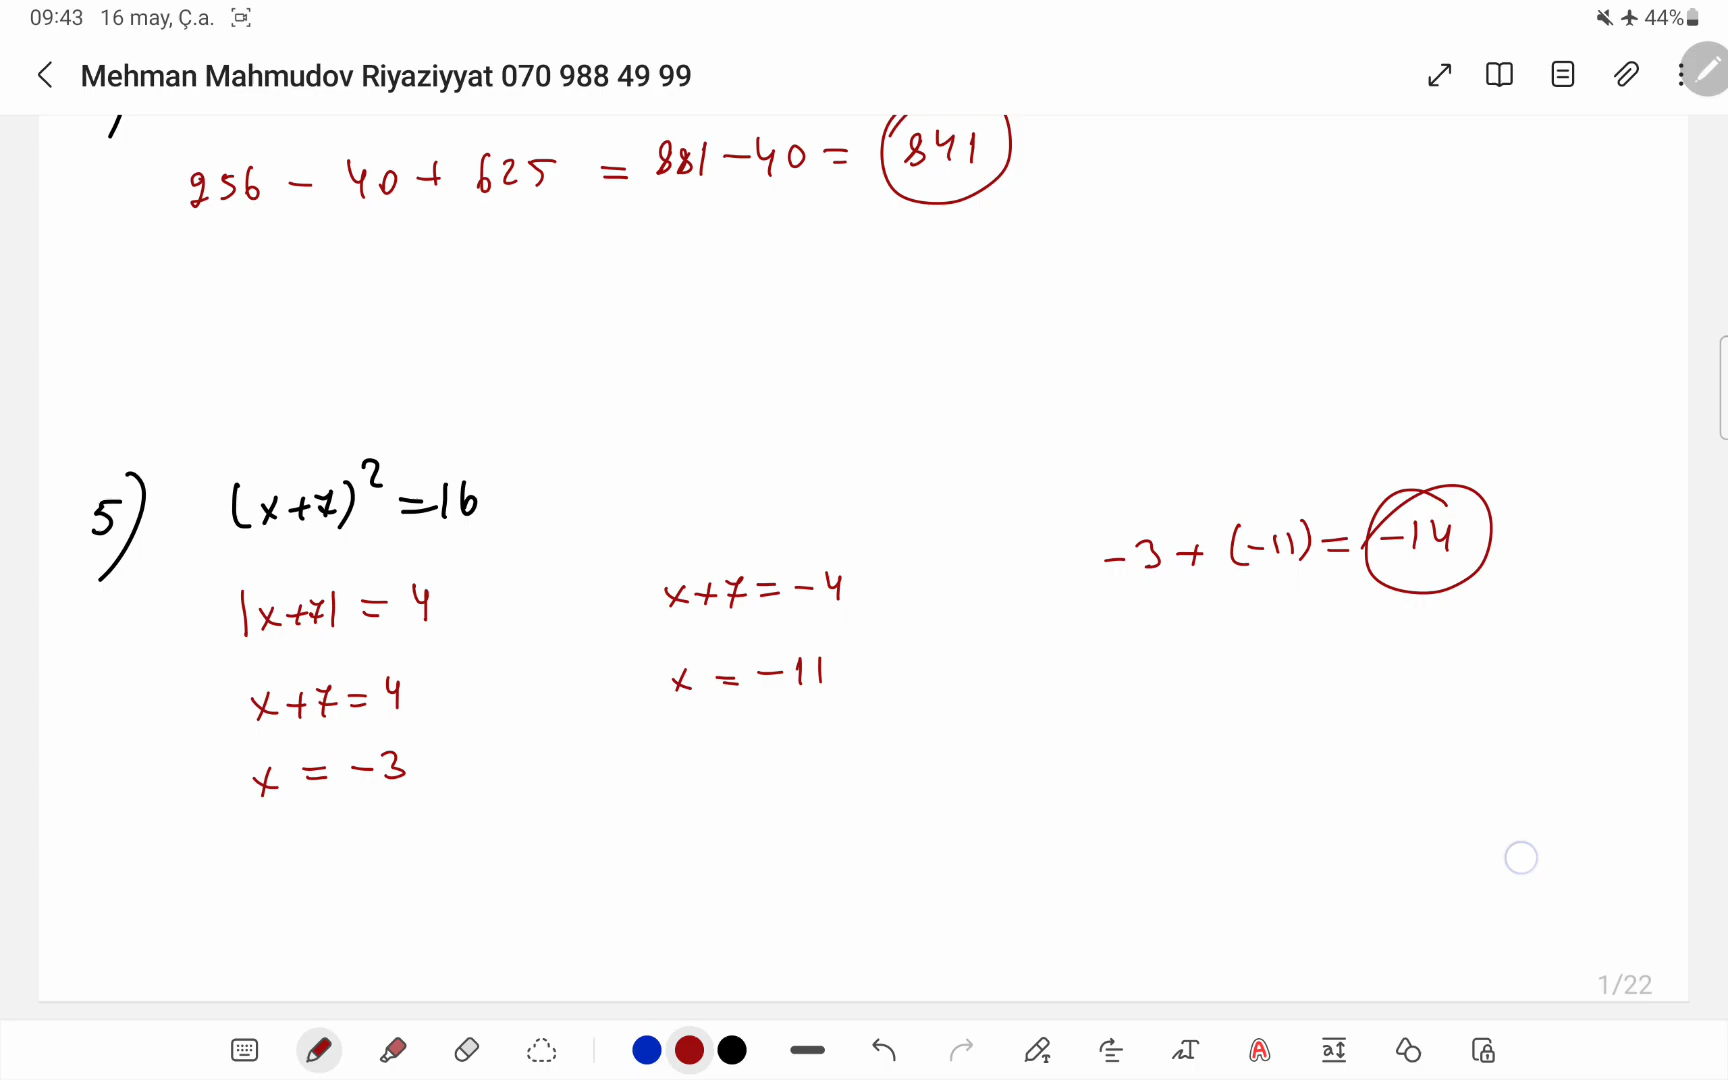 09:43 16 may, Ç.a. 44%
Mehman Mahmudov Riyaziyyat 070 988 49 99
256 - 40 + 625 = 881 - 40 = 841
5) (x+7)² = 16
-3 + (-11) = -14
|x+7| = 4
x+7 = -4
x+7 = 4
x = -11
x = -3
1/22